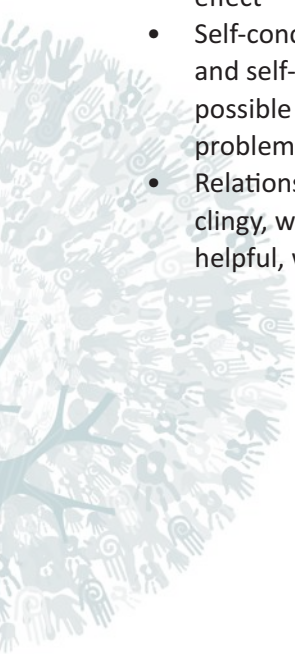 effect
• Self-conc
and self-
possible
problem
• Relations
clingy, w
helpful, v